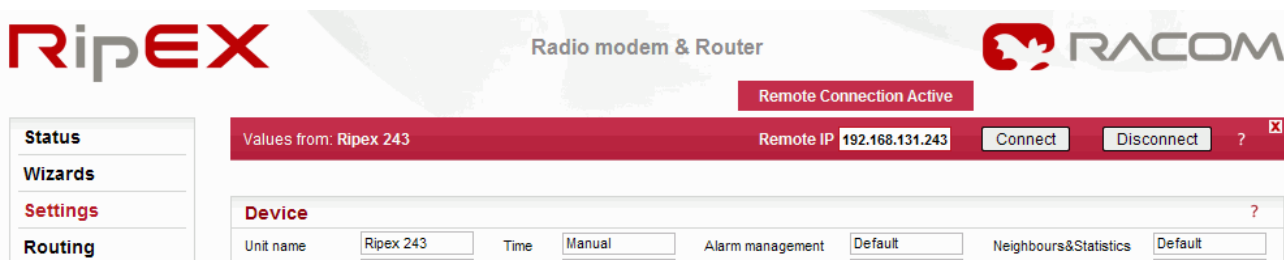 RipEX
Radio modem & Router
RACOM
Remote Connection Active
Status
Values from: Ripex 243 Remote IP 192.168.131.243 Connect Disconnect ? x
Wizards
Settings
Device ?
Routing
Unit name Ripex 243 Time Manual Alarm management Default Neighbours&Statistics Default